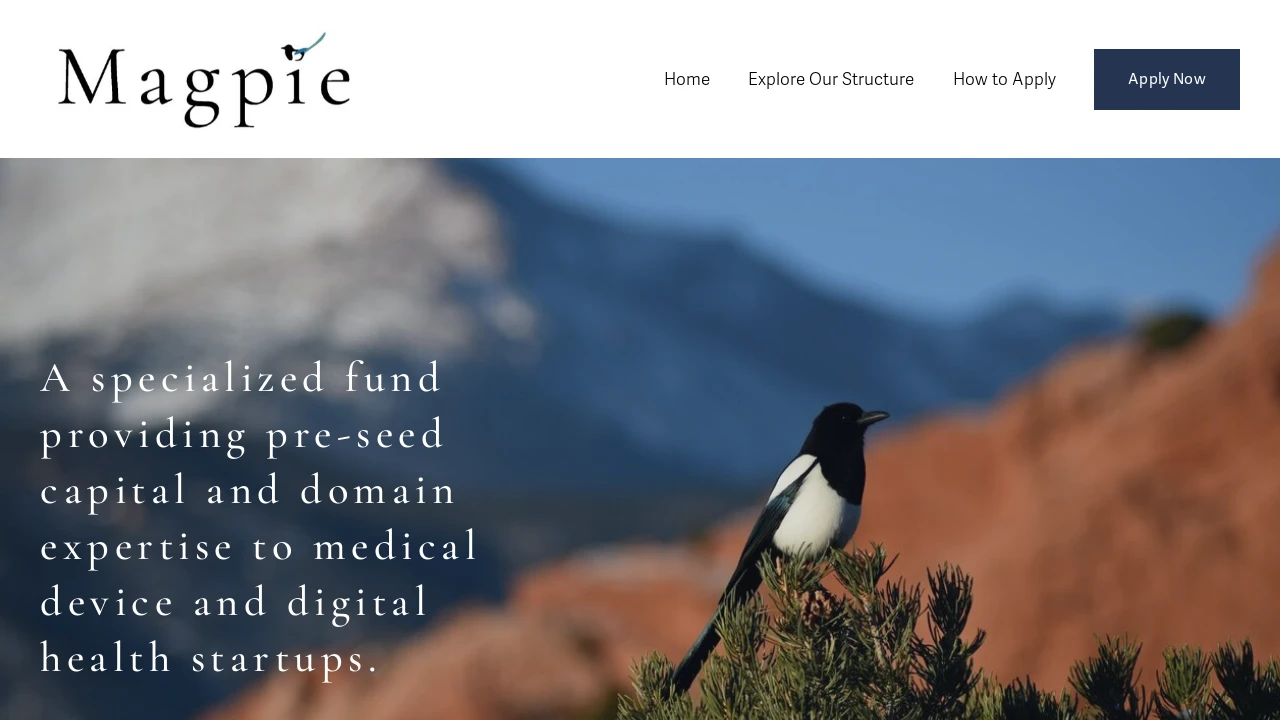 Magpie
Home
Explore Our Structure
How to Apply
Apply Now
A specialized fund
providing pre-seed
capital and domain
expertise to medical
device and digital
health startups.